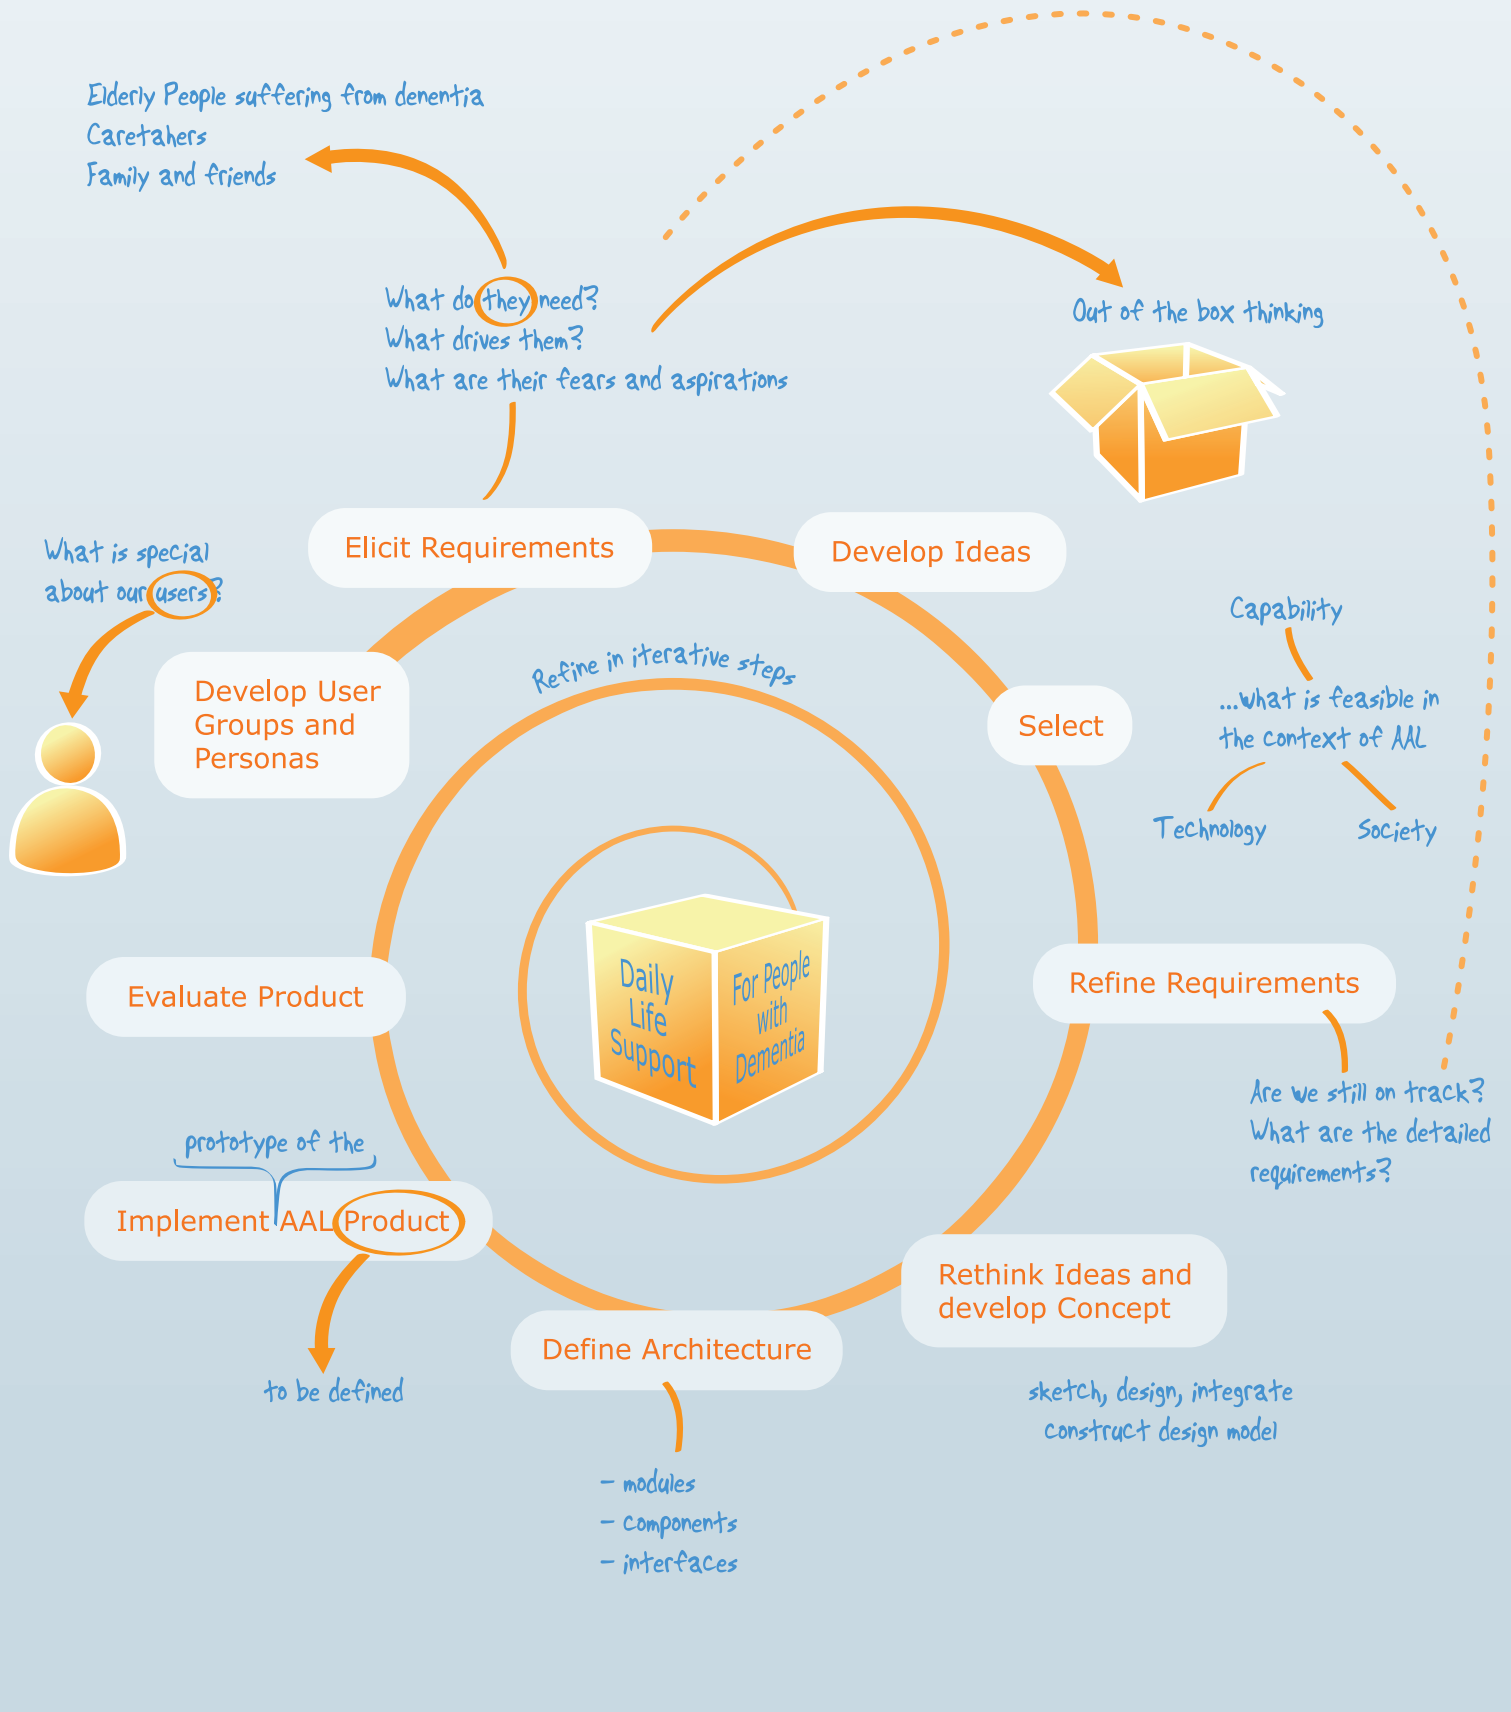 Elderly People suffering from denentia
Caretahers
Family and friends
What do they need?
What drives them?
What are their fears and aspirations
Out of the box thinking
Elicit Requirements
Develop Ideas
What is special
about our users?
Capability
Refine in iterative steps
Develop User
Groups and
Personas
Select
...what is feasible in
the context of AAL
Technology
Society
Daily
Life
Support
For People
with
Dementia
Evaluate Product
Refine Requirements
Are we still on track?
What are the detailed
requirements?
prototype of the
Implement AAL Product
Rethink Ideas and
develop Concept
Define Architecture
to be defined
sketch, design, integrate
construct design model
- modules
- components
- interfaces